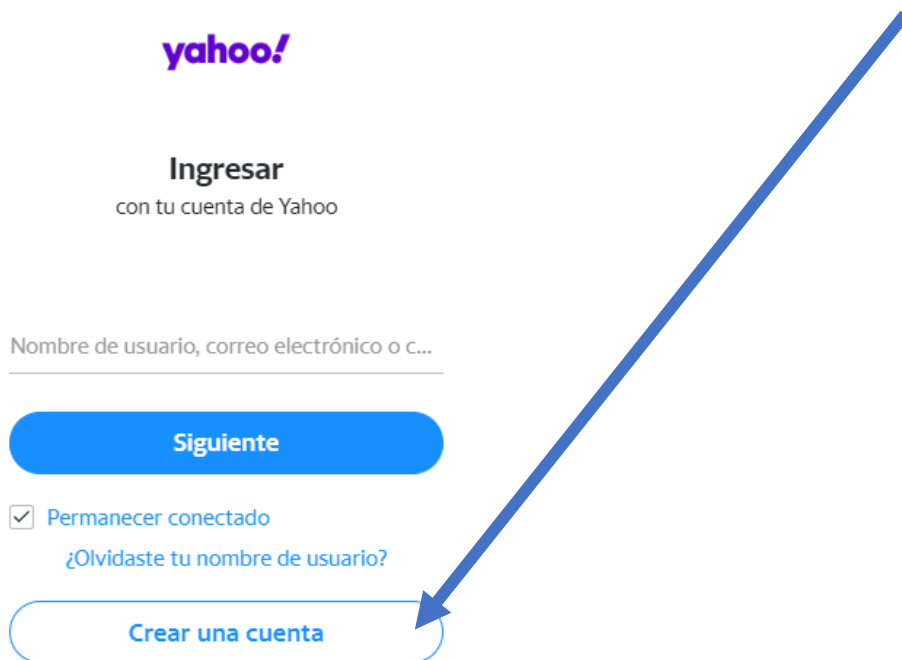 yahoo!
Ingresar
con tu cuenta de Yahoo
Nombre de usuario, correo electrónico o c...
Siguiente
Permanecer conectado
¿Olvidaste tu nombre de usuario?
Crear una cuenta